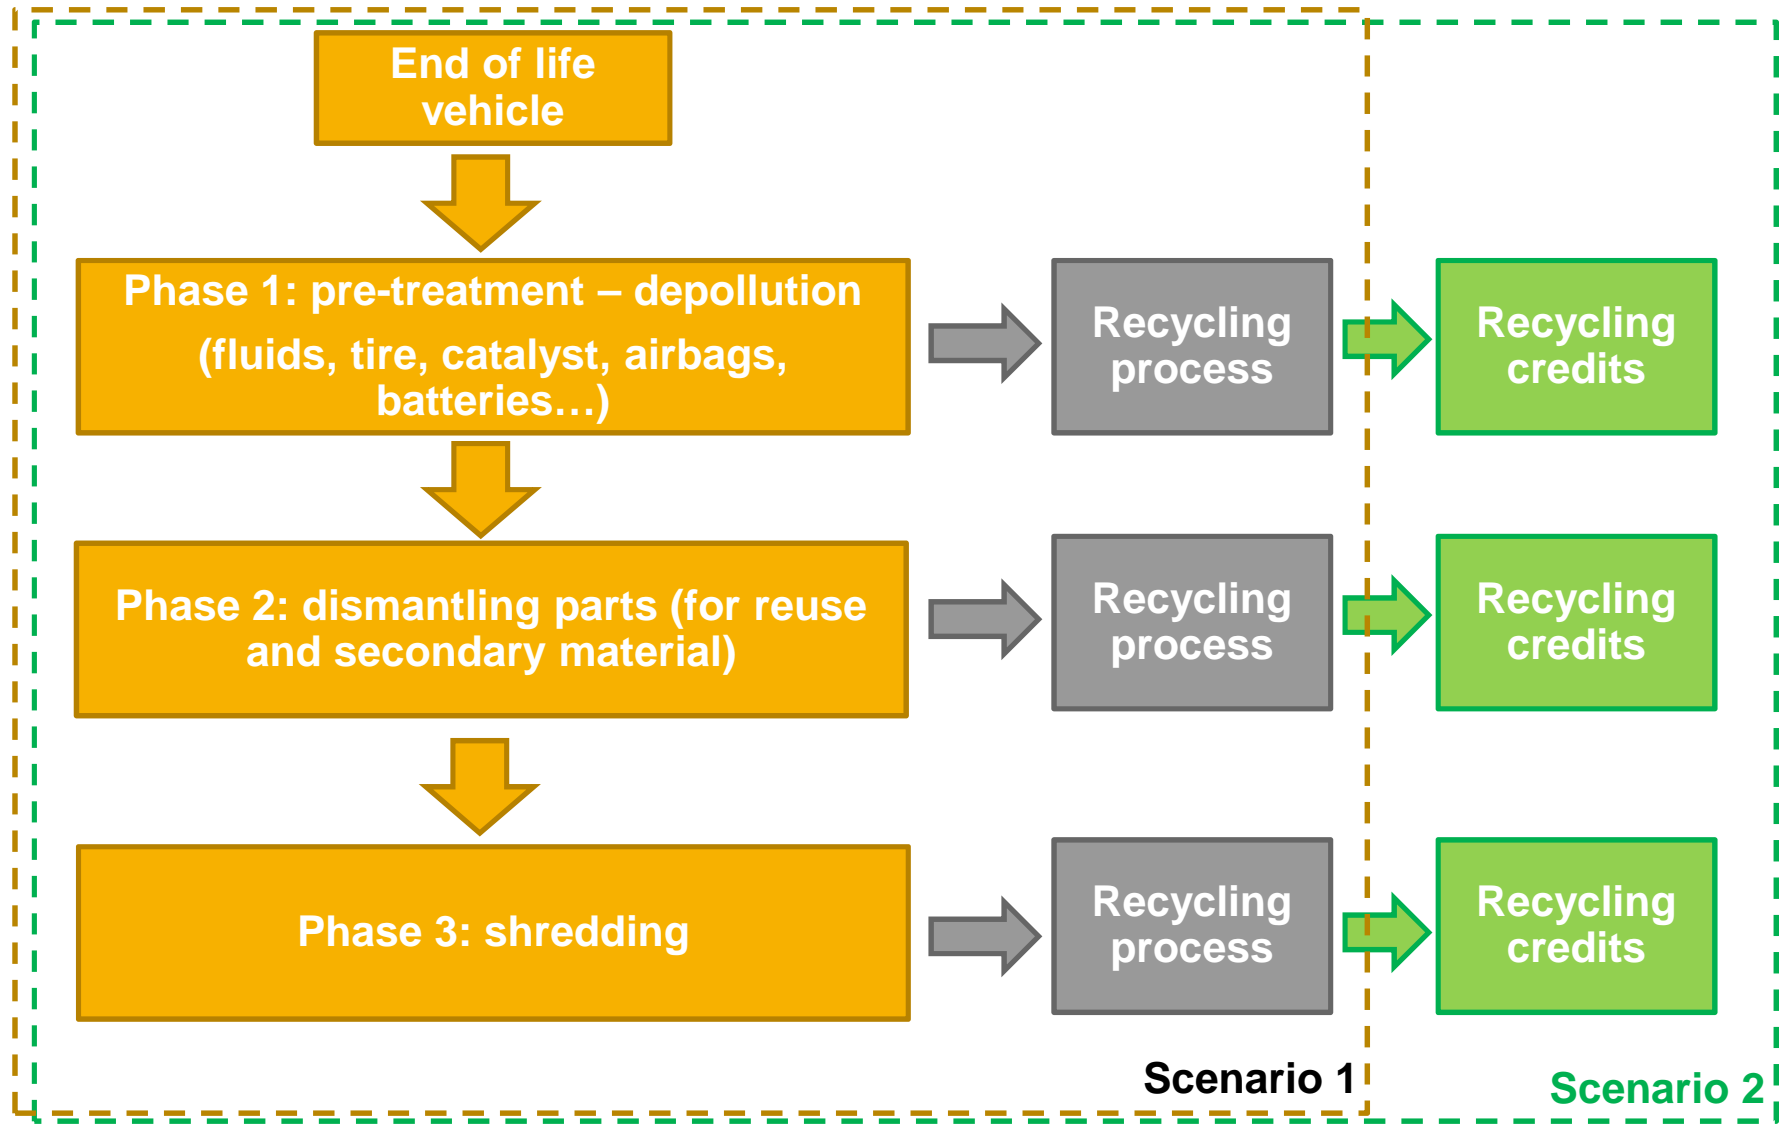 End of life
vehicle
Phase 1: pre-treatment – depollution
(fluids, tire, catalyst, airbags,
batteries…)
Recycling
process
Recycling
credits
Phase 2: dismantling parts (for reuse
and secondary material)
Recycling
process
Recycling
credits
Phase 3: shredding
Recycling
process
Recycling
credits
Scenario 1
Scenario 2